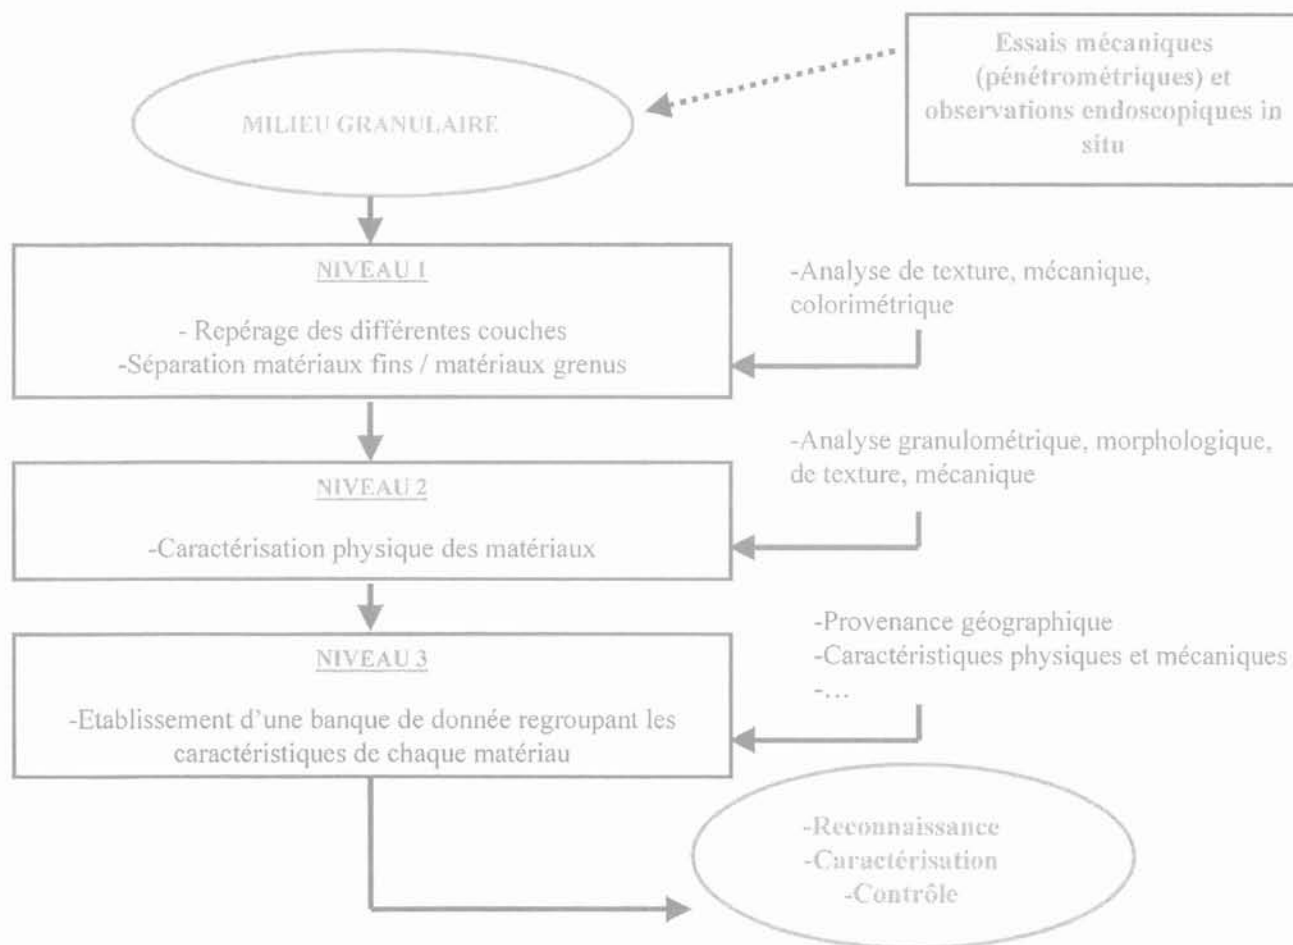 Essais mécaniques
(pénétrométriques) et
observations endoscopiques in
situ
MILIEU GRANULAIRE
NIVEAU 1
- Repérage des différentes couches
-Séparation matériaux fins / matériaux grenus
-Analyse de texture, mécanique,
colorimétrique
NIVEAU 2
-Caractérisation physique des matériaux
-Analyse granulométrique, morphologique,
de texture, mécanique
NIVEAU 3
-Etablissement d'une banque de donnée regroupant les
caractéristiques de chaque matériau
-Provenance géographique
-Caractéristiques physiques et mécaniques
-…
-Reconnaissance
-Caractérisation
-Contrôle